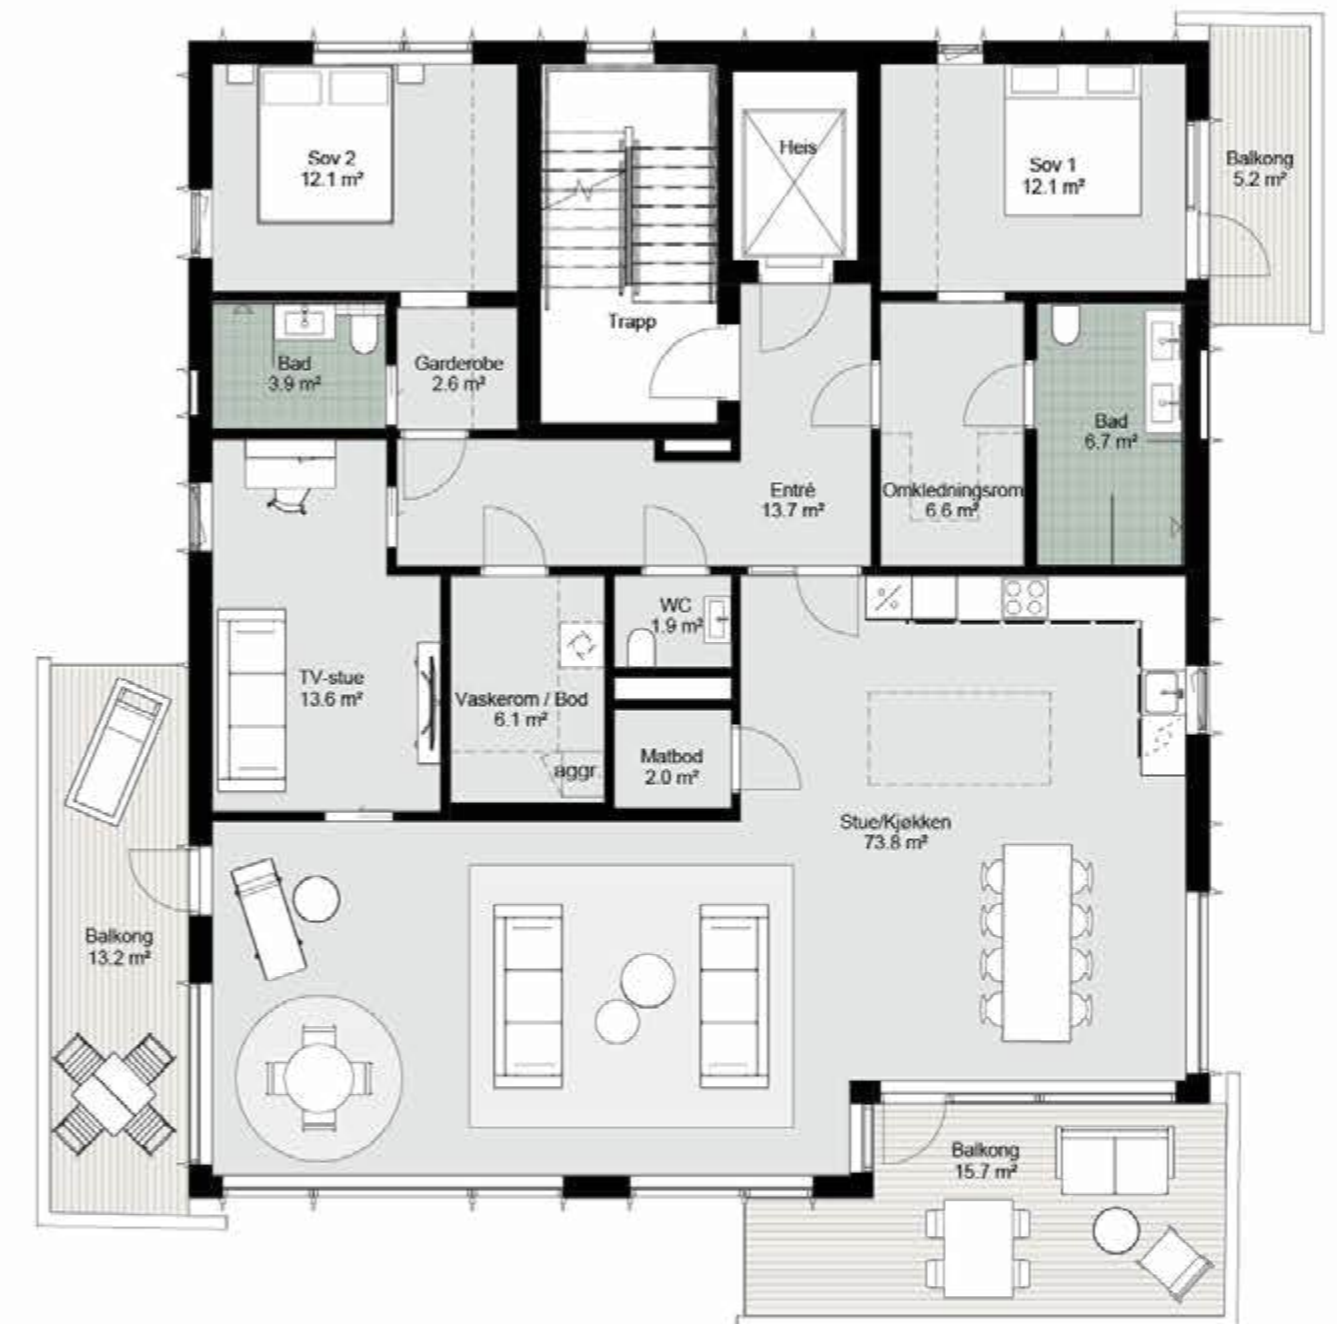 Heis
Sov 2
12.1 m²
Sov 1
12.1 m²
Balkong
5.2 m²
Trapp
Bad
3.9 m²
Garderobe
2.6 m²
Bad
6.7 m²
Entré
13.7 m²
Omkledningsrom
6.6 m²
WC
1.9 m²
TV-stue
13.6 m²
Vaskerom / Bod
6.1 m²
Matbod
2.0 m²
aggr.
Stue/Kjøkken
73.8 m²
Balkong
13.2 m²
Balkong
15.7 m²